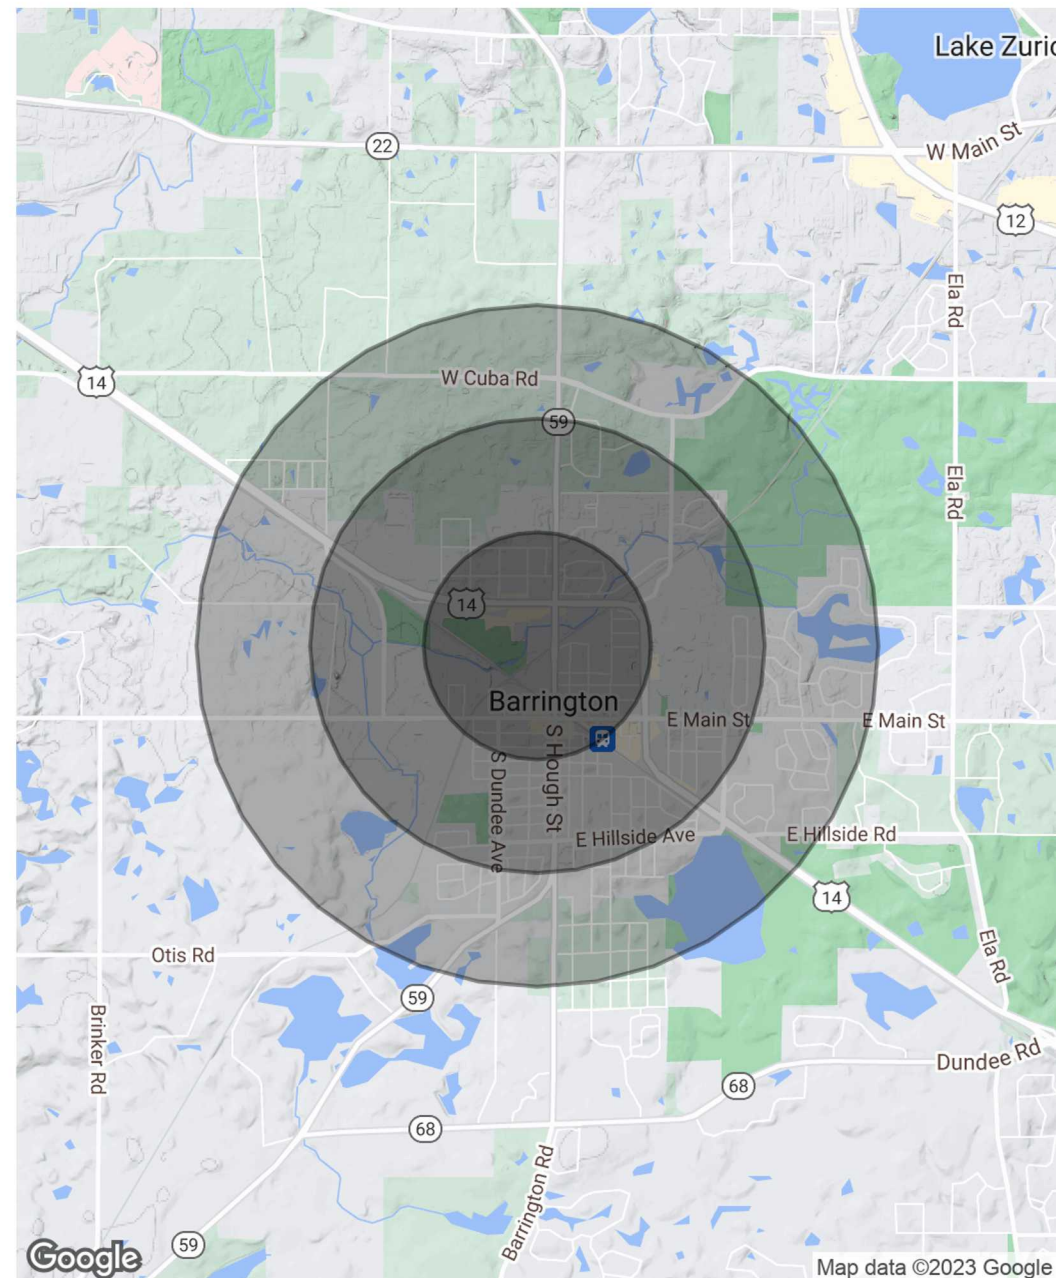 Lake Zuric
22
W Main St
12
Ela Rd
14
W Cuba Rd
59
Ela Rd
14
Barrington
E Main St
E Main St
S Hough St
S Dundee Ave
E Hillside Ave
E Hillside Rd
14
Otis Rd
Ela Rd
59
Brinker Rd
Dundee Rd
68
68
Barrington Rd
59
Google
Map data ©2023 Google